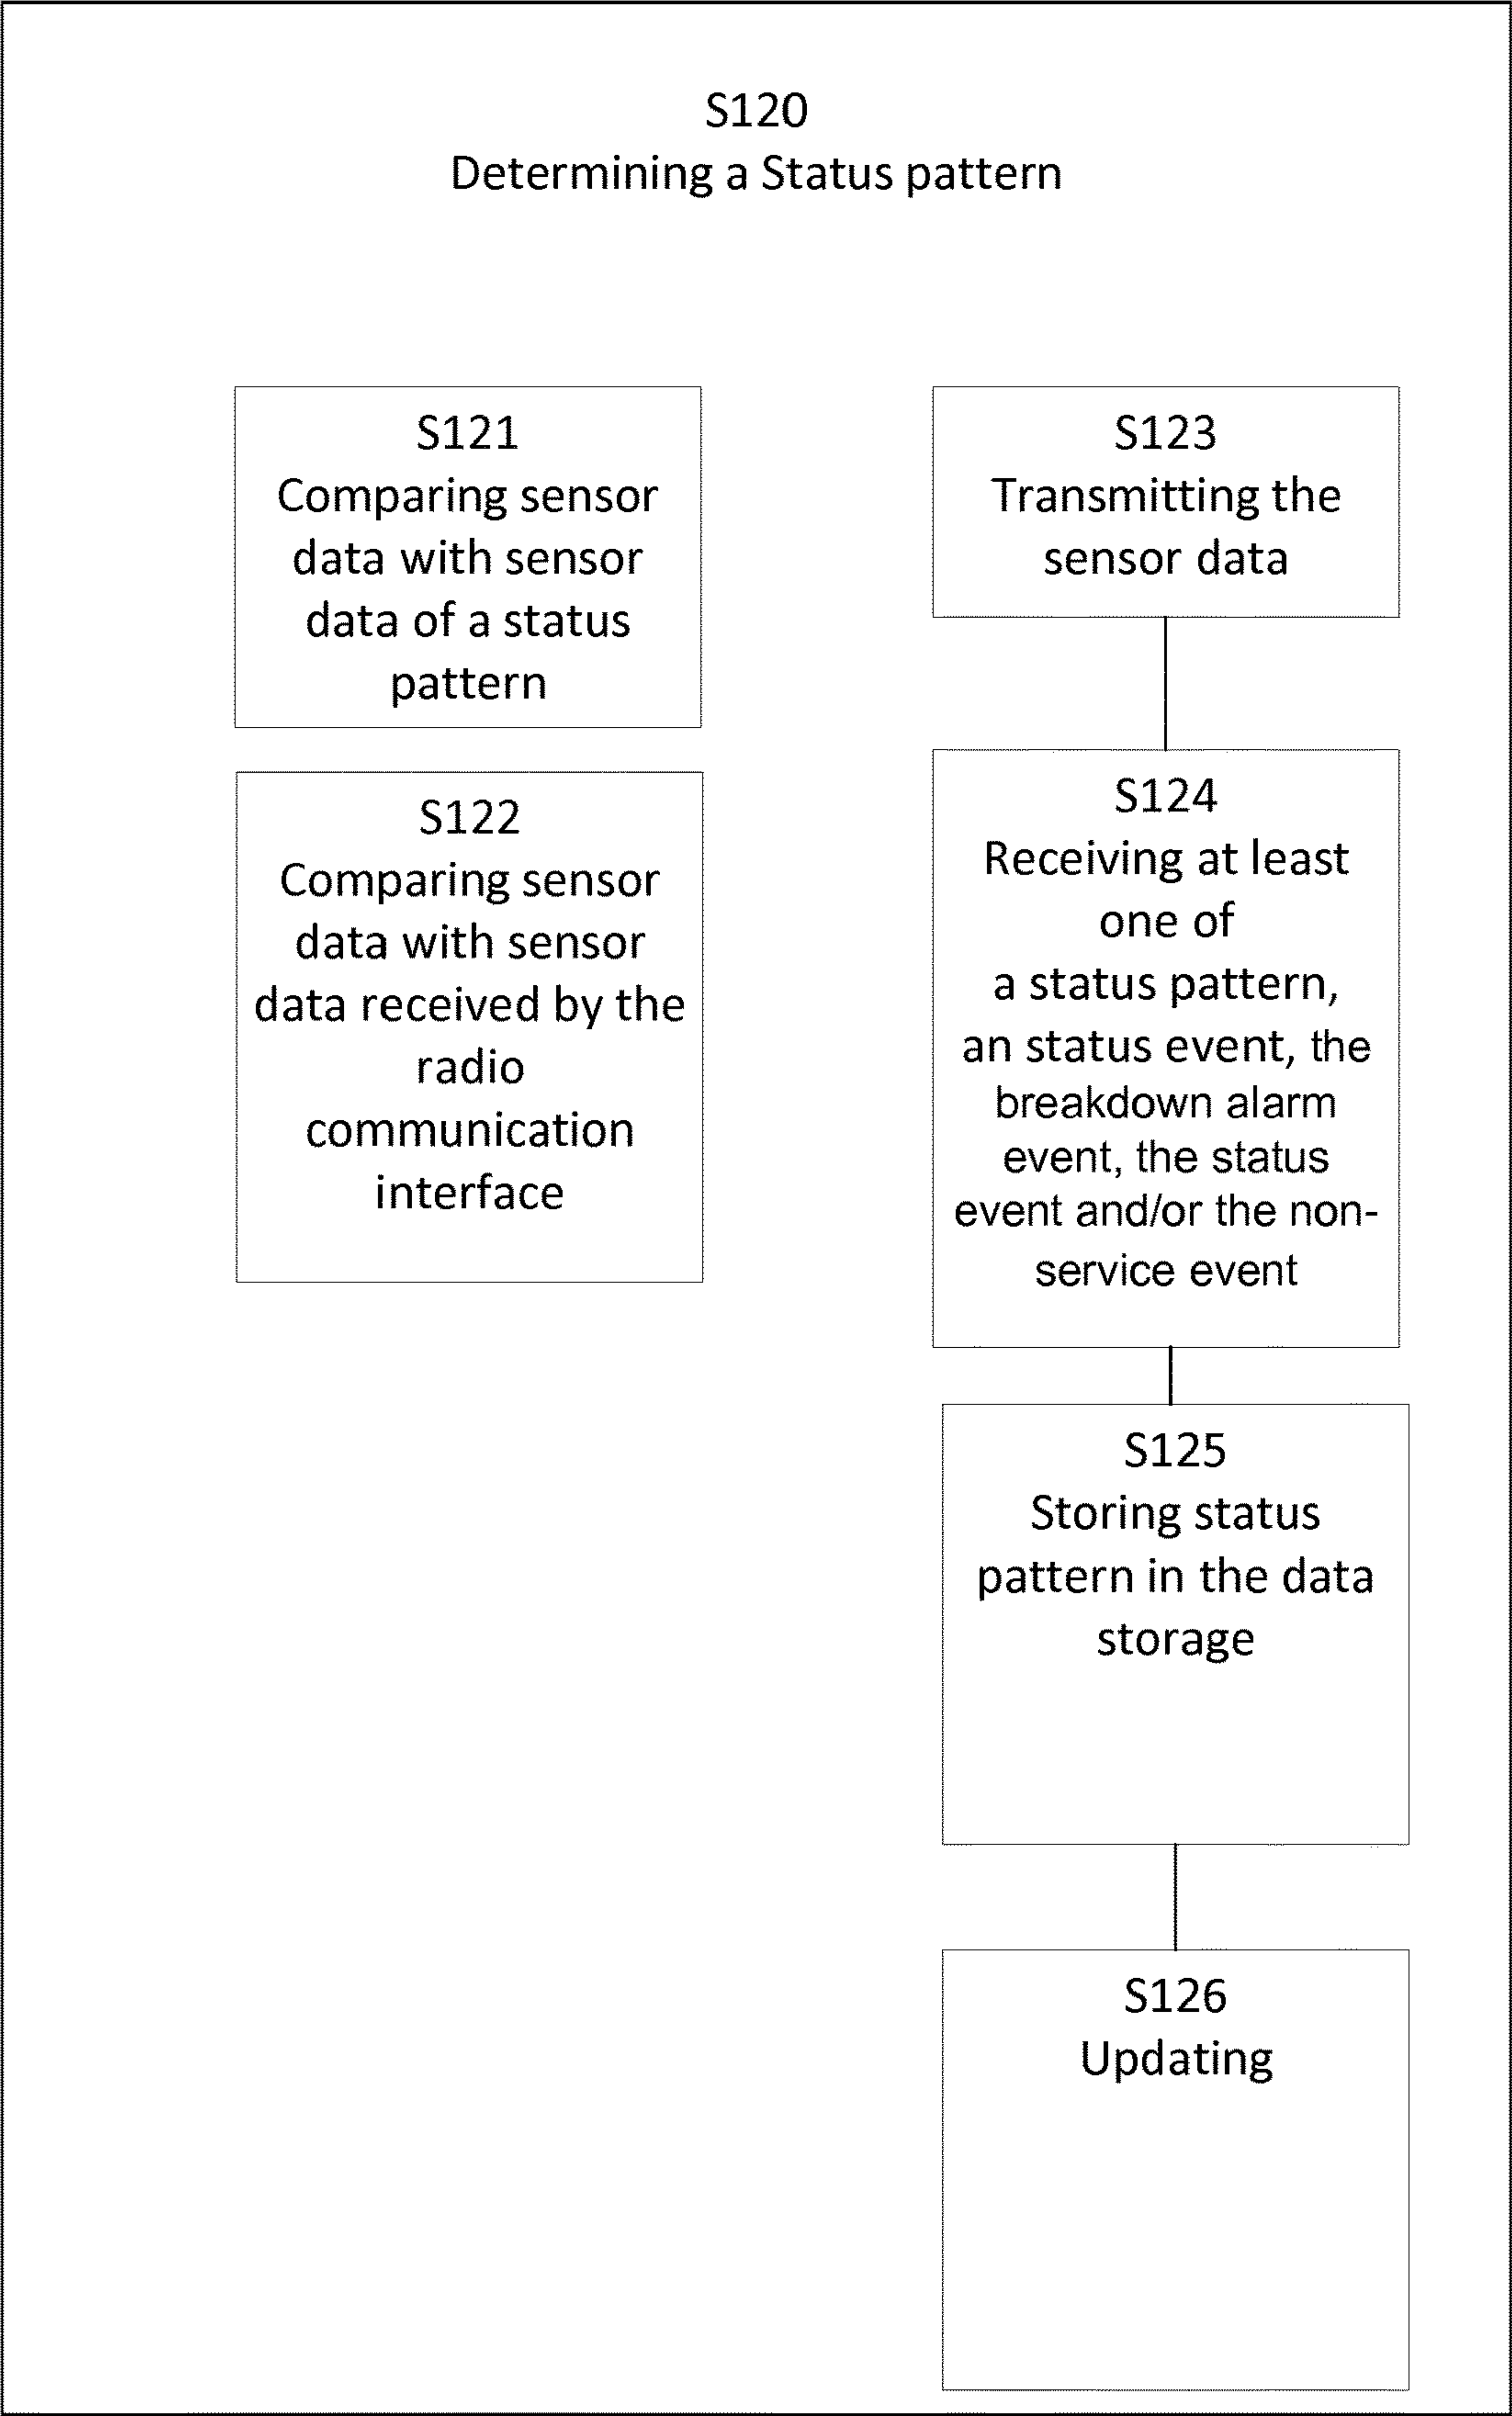 S120
Determining a Status pattern
S121
Comparing sensor
data with sensor
data of a status
pattern
S122
Comparing sensor
data with sensor
data received by the
radio
communication
interface
S123
Transmitting the
sensor data
S124
Receiving at least
one of
a status pattern,
an status event, the
breakdown alarm
event, the status
event and/or the non-
service event
S125
Storing status
pattern in the data
storage
S126
Updating